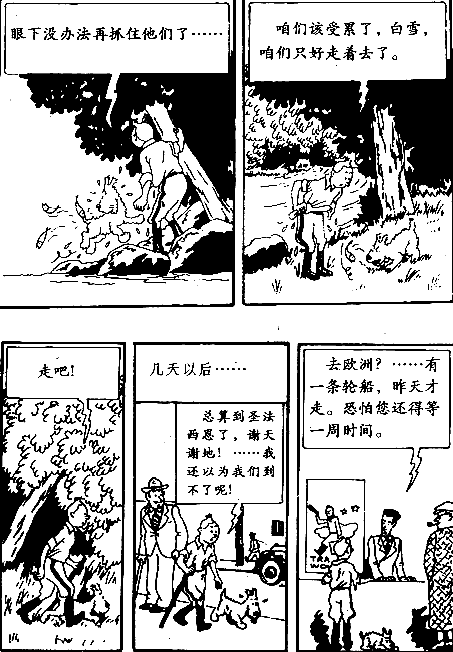 眼下没办法再抓住他们了……
咱们该受累了，白雪，
咱们只好走着去了。
走吧！
几天以后……
总算到圣法
西恩了，谢天
谢地！……我
还以为我们到
不了呢！
去欧洲？……有
一条轮船，昨天才
走。恐怕您还得等
一周时间。